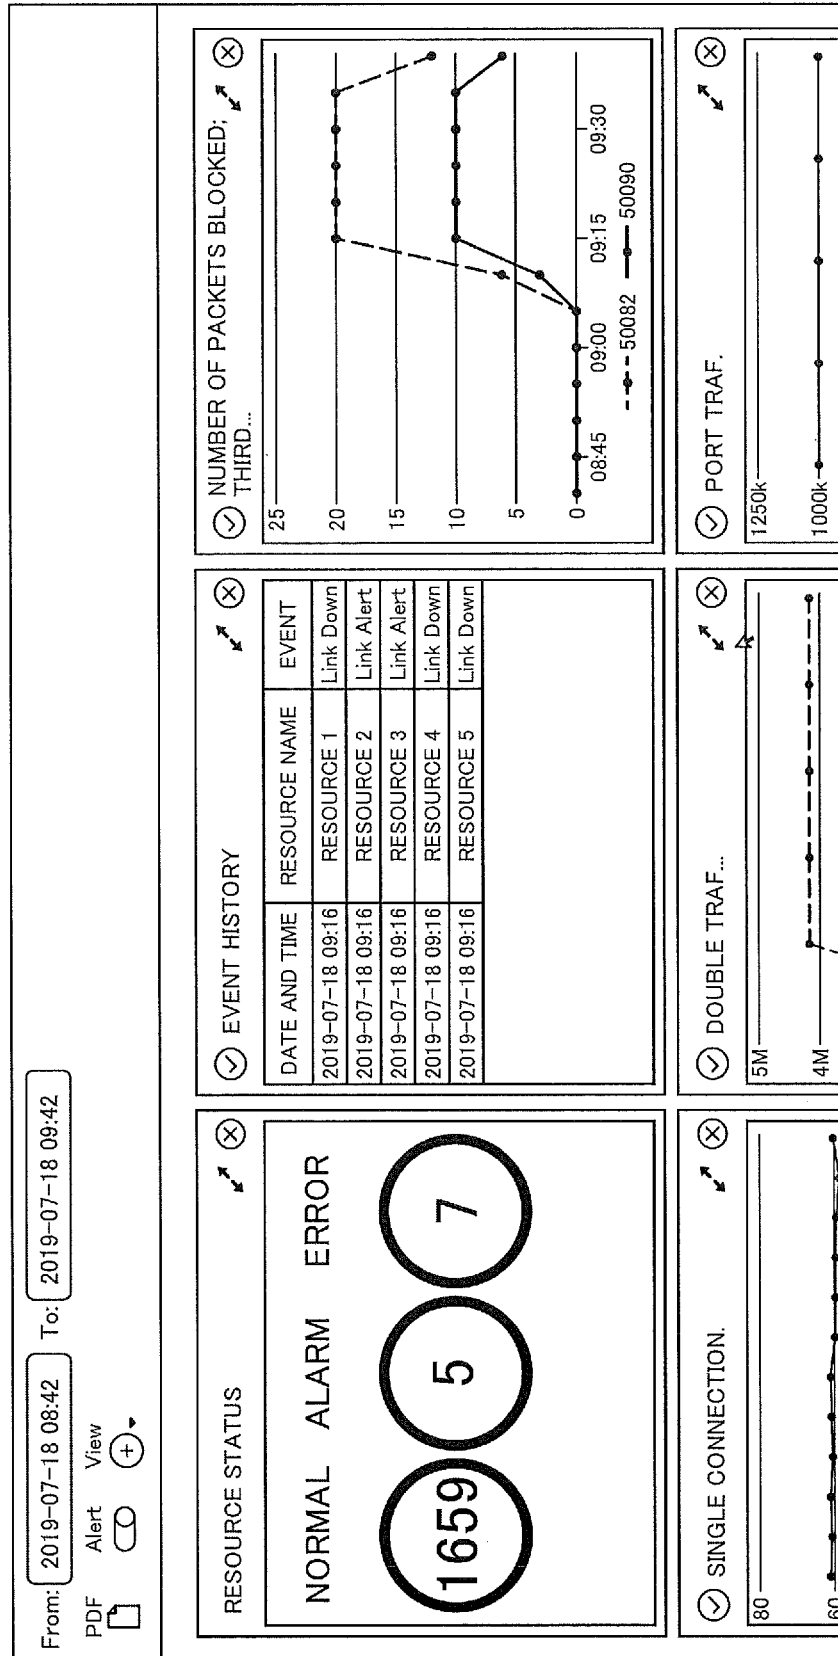 From: 2019-07-18 08:42 To: 2019-07-18 09:42
PDF Alert View
RESOURCE STATUS
NORMAL ALARM ERROR
1659 5 7
EVENT HISTORY
DATE AND TIME RESOURCE NAME EVENT
2019-07-18 09:16 RESOURCE 1 Link Down
2019-07-18 09:16 RESOURCE 2 Link Alert
2019-07-18 09:16 RESOURCE 3 Link Alert
2019-07-18 09:16 RESOURCE 4 Link Down
2019-07-18 09:16 RESOURCE 5 Link Down
NUMBER OF PACKETS BLOCKED;
THIRD...
25
20
15
10
5
0
08:45 09:00 09:15 09:30
50082 50090
SINGLE CONNECTION.
80
60
DOUBLE TRAF...
5M
4M
PORT TRAF.
1250k
1000k